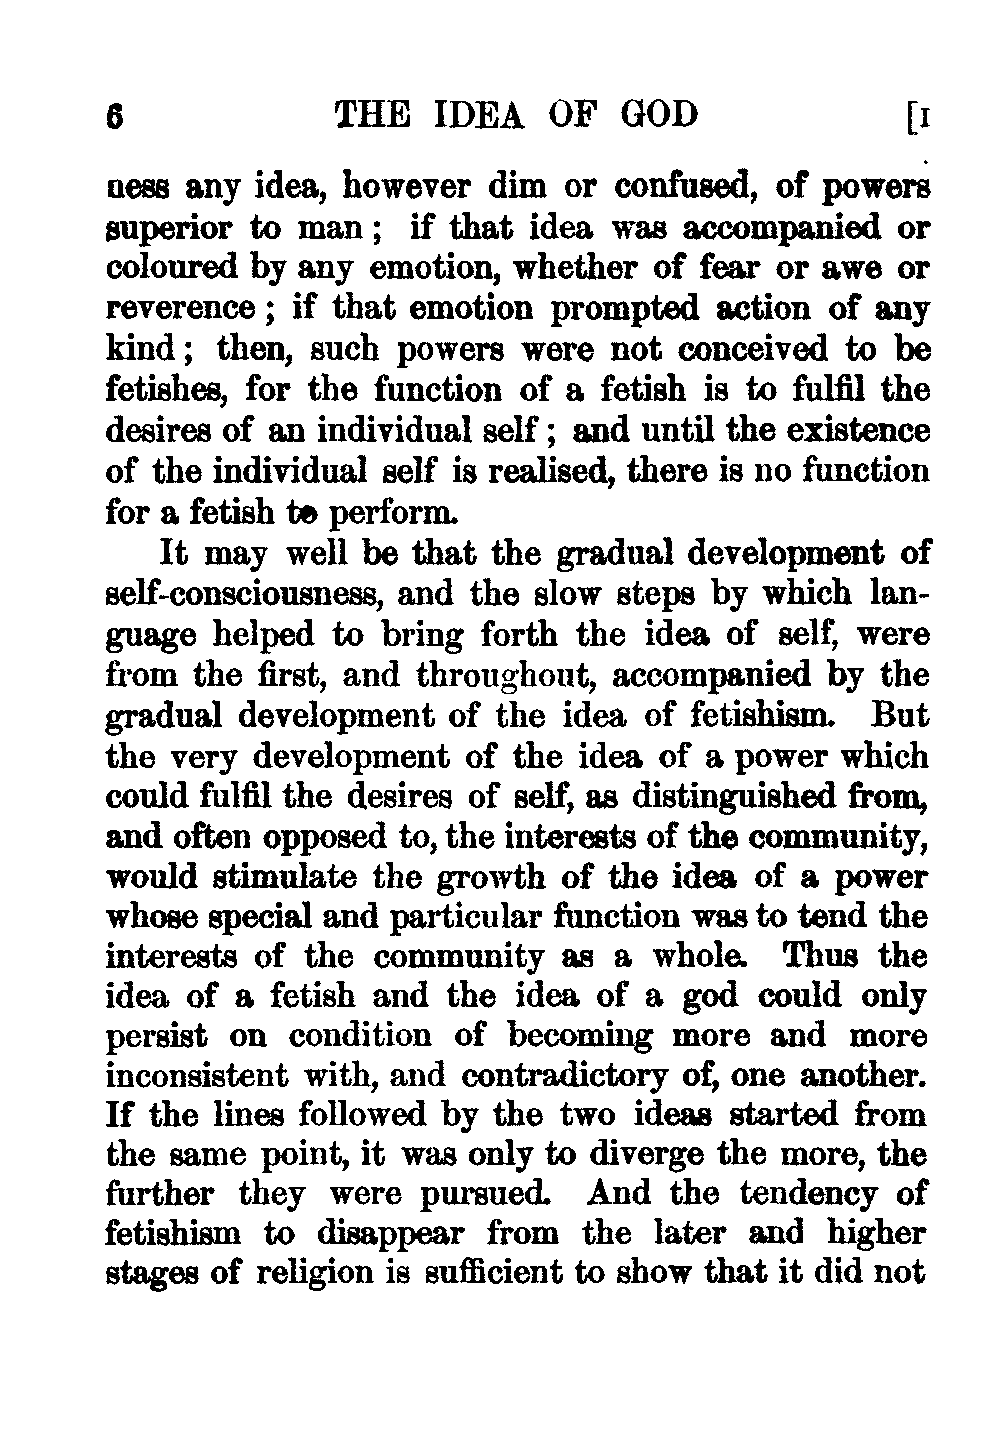 6 THE IDEA OF GOD [I
ness any idea, however dim or confused, of powers
superior to man ; if that idea was accompanied or
coloured by any emotion, whether of fear or awe or
reverence ; if that emotion prompted action of any
kind ; then, such powers were not conceived to be
fetishes, for the function of a fetish is to fulfil the
desires of an individual self ; and until the existence
of the individual self is realised, there is no function
for a fetish to perform.
It may well be that the gradual development of
self-consciousness, and the slow steps by which lan-
guage helped to bring forth the idea of self, were
from the first, and throughout, accompanied by the
gradual development of the idea of fetishism. But
the very development of the idea of a power which
could fulfil the desires of self, as distinguished from,
and often opposed to, the interests of the community,
would stimulate the growth of the idea of a power
whose special and particular function was to tend the
interests of the community as a whole. Thus the
idea of a fetish and the idea of a god could only
persist on condition of becoming more and more
inconsistent with, and contradictory of, one another.
If the lines followed by the two ideas started from
the same point, it was only to diverge the more, the
further they were pursued. And the tendency of
fetishism to disappear from the later and higher
stages of religion is sufficient to show that it did not